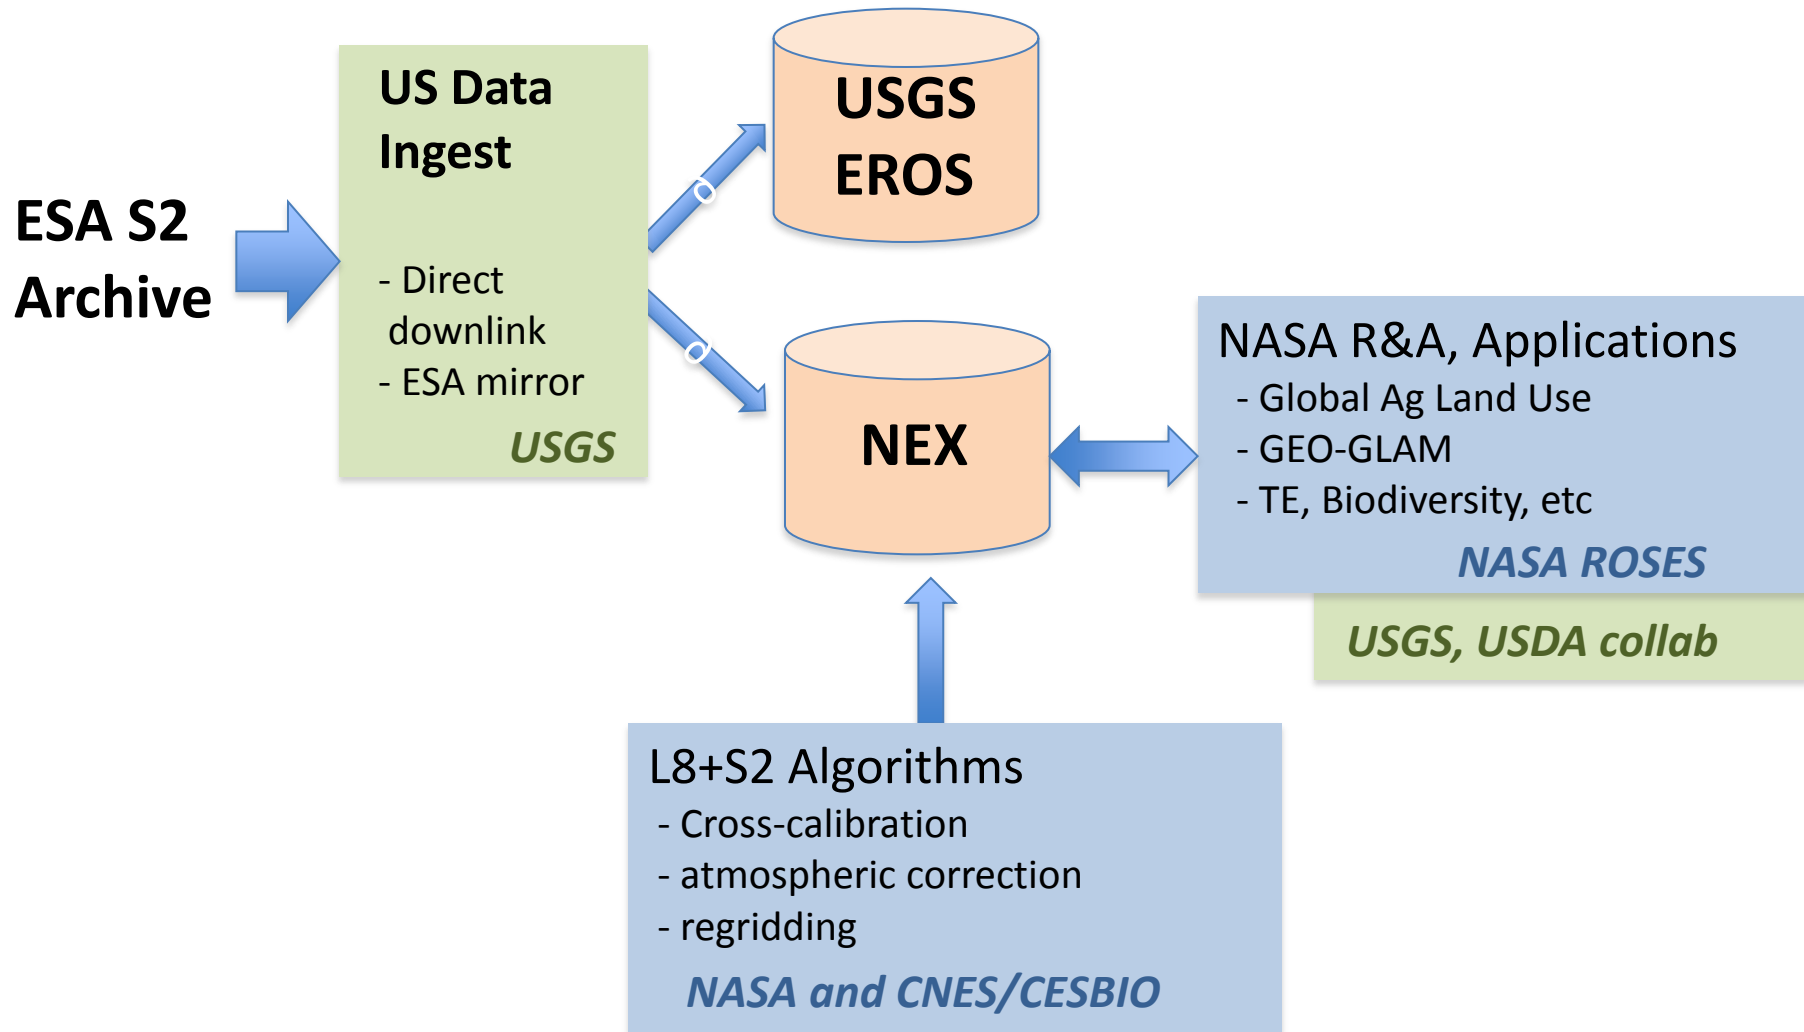 ESA S2
Archive
US Data
Ingest
- Direct
downlink
- ESA mirror
USGS
USGS
EROS
NEX
NASA R&A, Applications
- Global Ag Land Use
- GEO-GLAM
- TE, Biodiversity, etc
NASA ROSES
USGS, USDA collab
L8+S2 Algorithms
- Cross-calibration
- atmospheric correction
- regridding
NASA and CNES/CESBIO